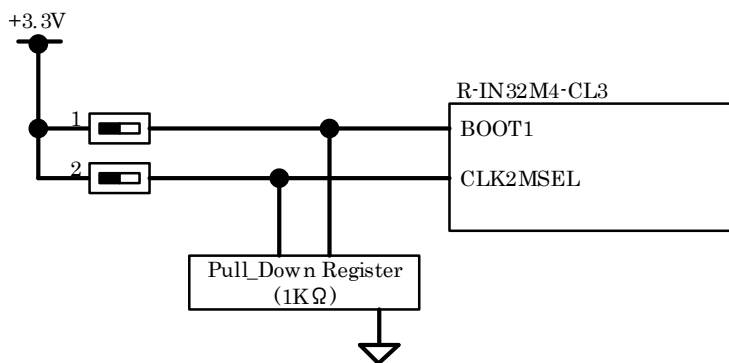 +3.3V
R-IN32M4-CL3
1
BOOT1
2
CLK2MSEL
Pull_Down Register
(1KΩ)